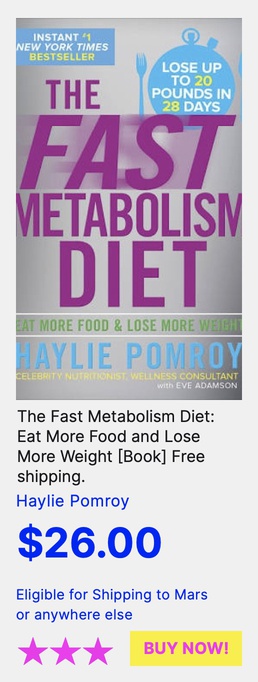 INSTANT #1
NEW YORK TIMES
BESTSELLER
LOSE UP
TO 20
POUNDS IN
28 DAYS
THE
FAST
METABOLISM
DIET
EAT MORE FOOD & LOSE MORE WEIGHT
HAYLIE POMROY
CELEBRITY NUTRITIONIST, WELLNESS CONSULTANT
with EVE ADAMSON
The Fast Metabolism Diet:
Eat More Food and Lose
More Weight [Book] Free
shipping.
Haylie Pomroy
$26.00
Eligible for Shipping to Mars
or anywhere else
BUY NOW!